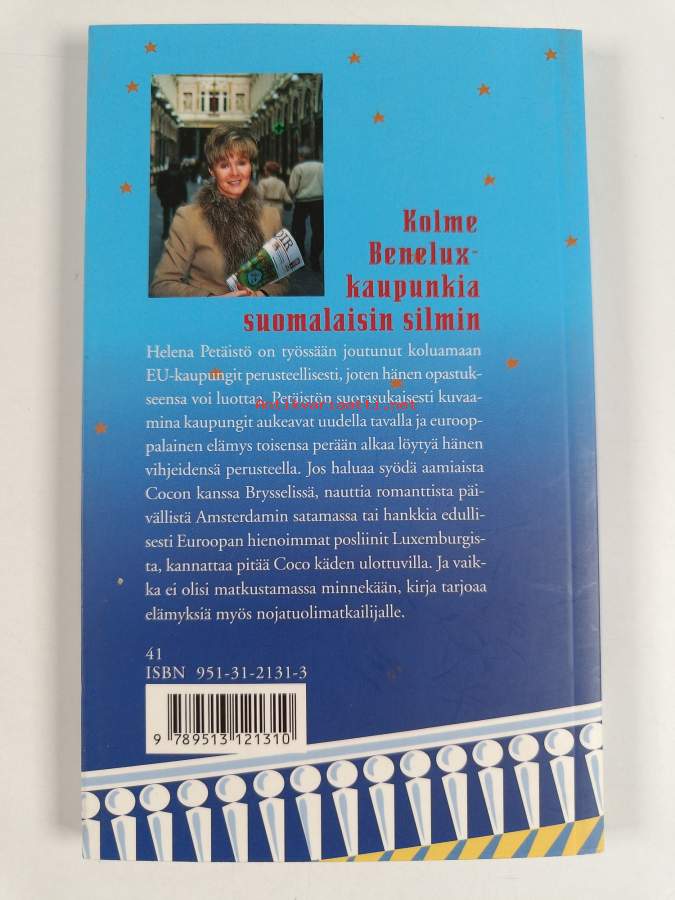 OIR
Kolme
Benelux-
kaupunkia
suomalaisin silmin
Helena Petäistö on työssään joutunut koluamaan
EU-kaupungit perusteellisesti, joten hänen opastuk-
seensa voi luottaa. Petäistön suorasukaisesti kuvaa-
antikvariaatti.net
mina kaupungit aukeavat uudella tavalla ja euroop-
palainen elämys toisensa perään alkaa löytyä hänen
vihjeidensä perusteella. Jos haluaa syödä aamiaista
Cocon kanssa Brysselissä, nauttia romanttista päi-
vällistä Amsterdamin satamassa tai hankkia edulli-
sesti Euroopan hienoimmat posliinit Luxemburgis-
ta, kannattaa pitää Coco käden ulottuvilla. Ja vaik-
ka ei olisi matkustamassa minnekään, kirja tarjoaa
elämyksiä myös nojatuolimatkailijalle.
41
ISBN 951-31-2131-3
9 789513 121310